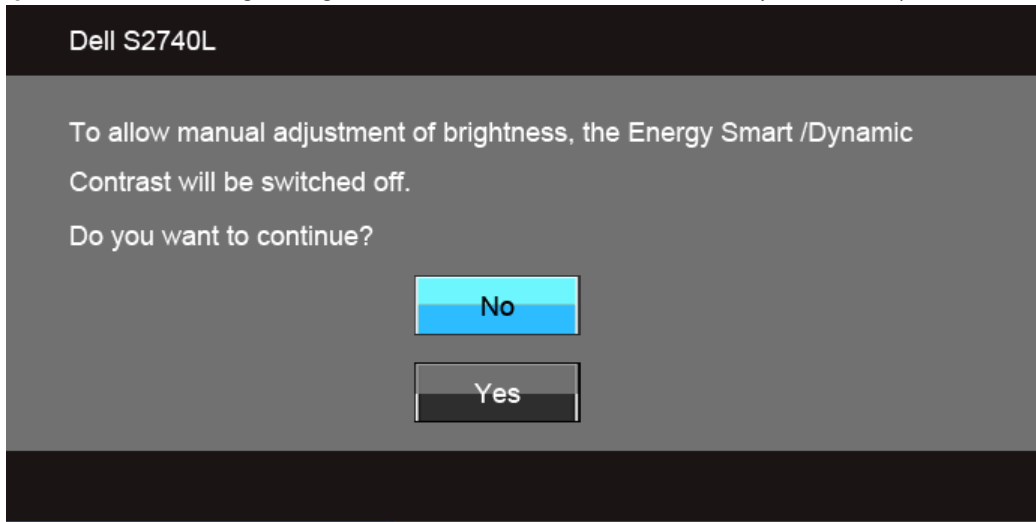 Dell S2740L
To allow manual adjustment of brightness, the Energy Smart /Dynamic
Contrast will be switched off.
Do you want to continue?
No
Yes